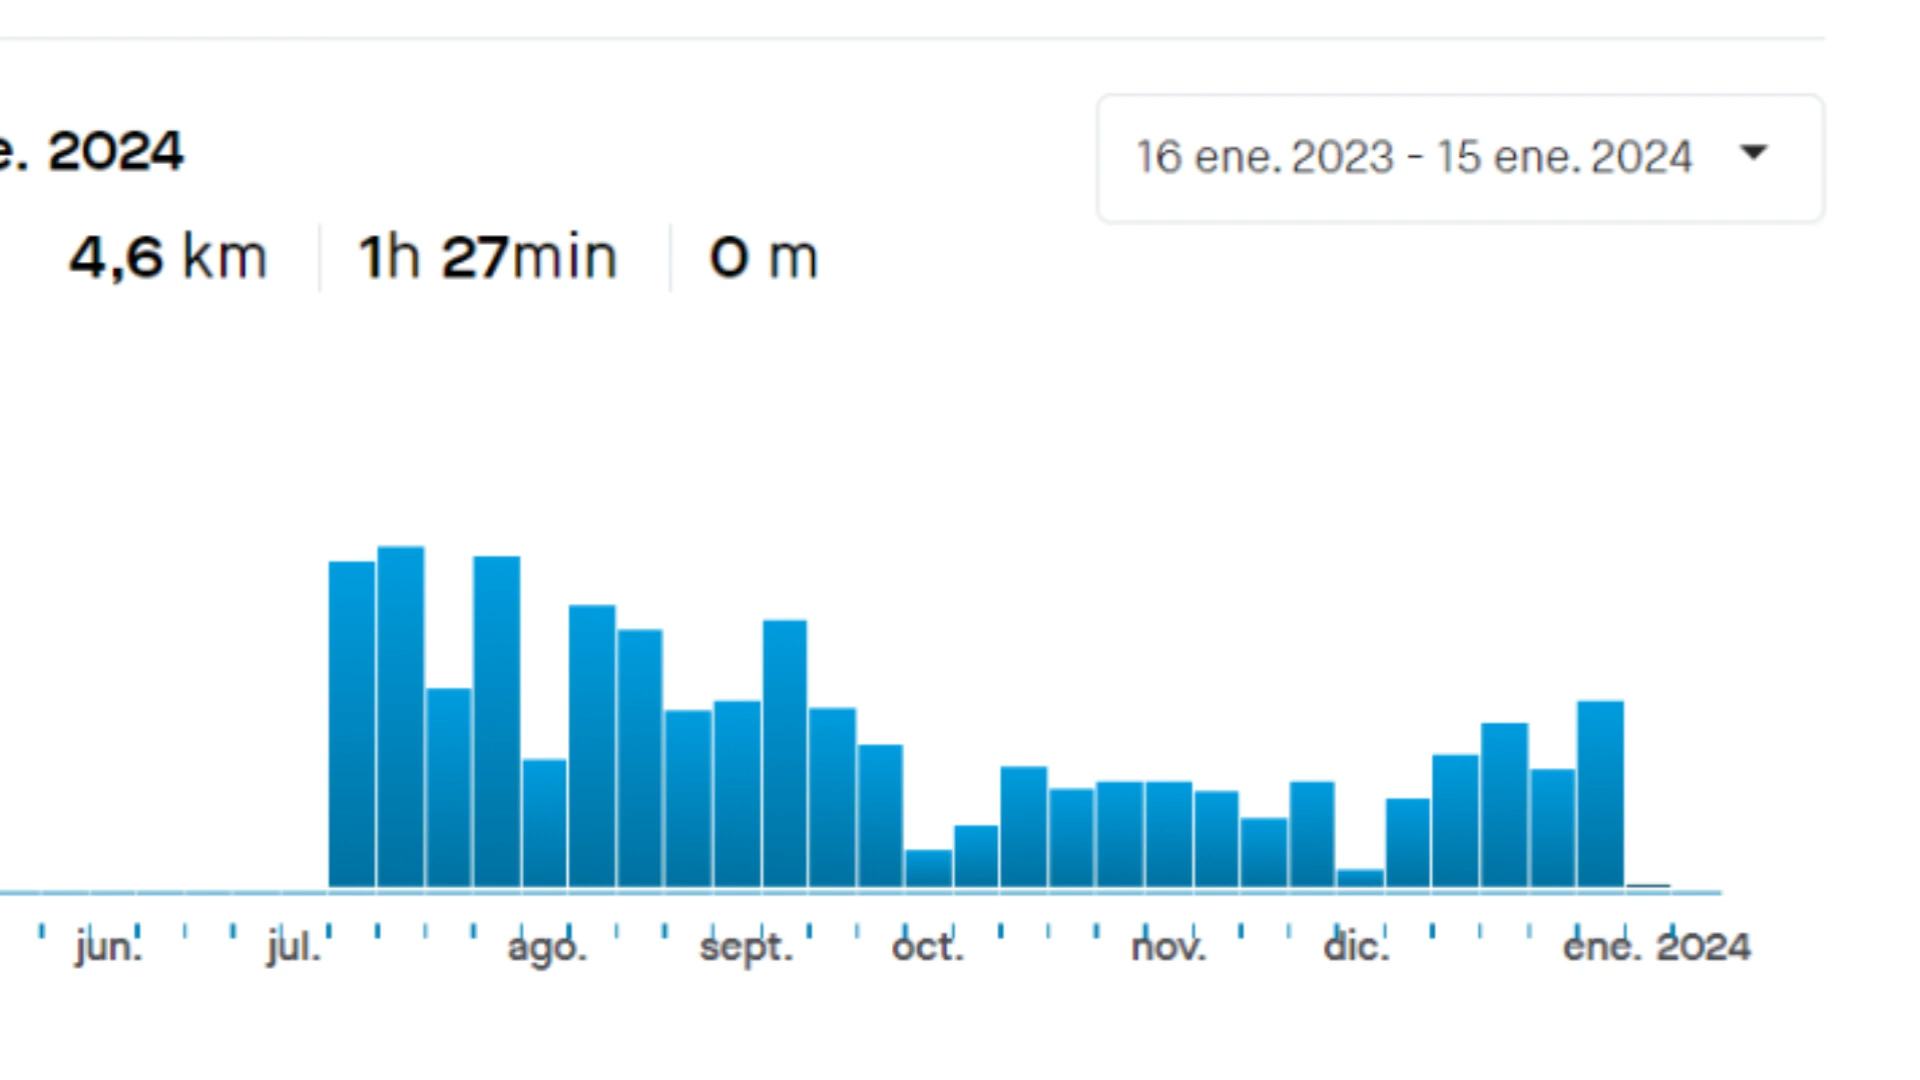 e. 2024
16 ene. 2023 - 15 ene. 2024
4,6 km 1h 27min 0 m
jun. jul. ago. sept. oct. nov. dic. ene. 2024